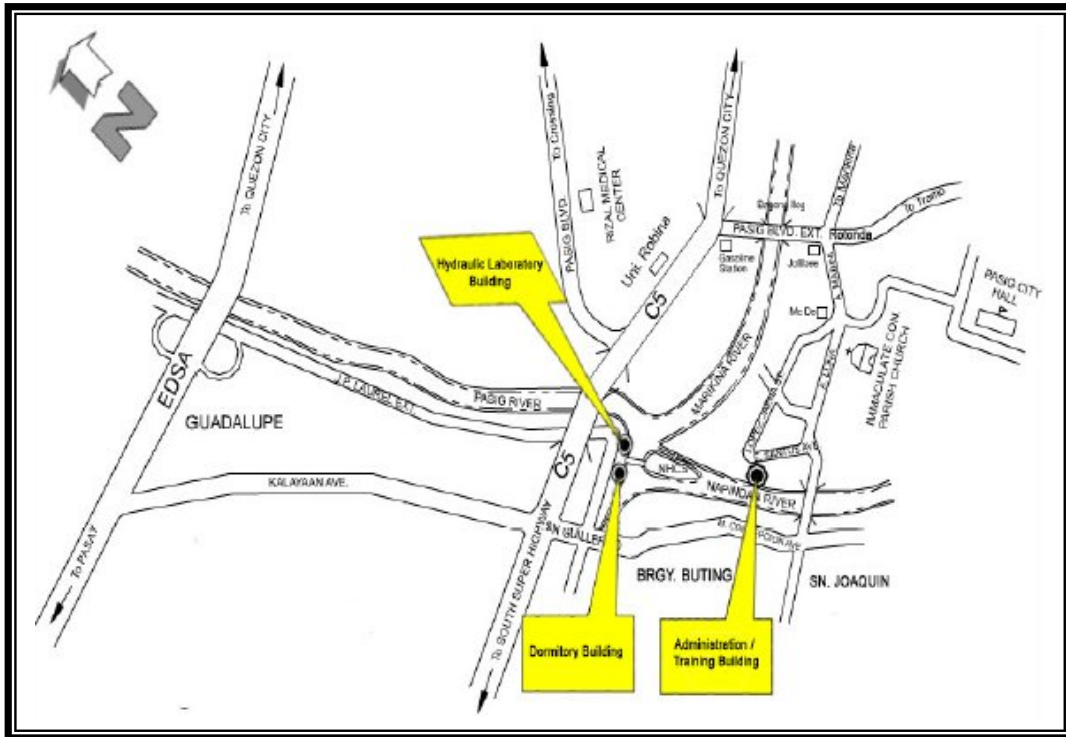 N
To QUEZON CITY
To Crossing
PASIG BLVD.
RIZAL MEDICAL
CENTER
To QUEZON CITY
Uni. Robina
C5
PASIG BLVD. EXT.
Rotonda
To Tramo
Gasoline
Station
Jollibee
Mc Do
PASIG CITY
HALL
IMMACULATE CON.
PARISH CHURCH
Hydraulic Laboratory
Building
EDSA
GUADALUPE
PASIG RIVER
J.P. LAUREL EXT.
MARIKINA RIVER
NHCS
NAPINDAN RIVER
KALAYAAN AVE.
C5
To PASAY
To SOUTH SUPER HIGHWAY
BRGY. BUTING
SN. JOAQUIN
Dormitory Building
Administration /
Training Building